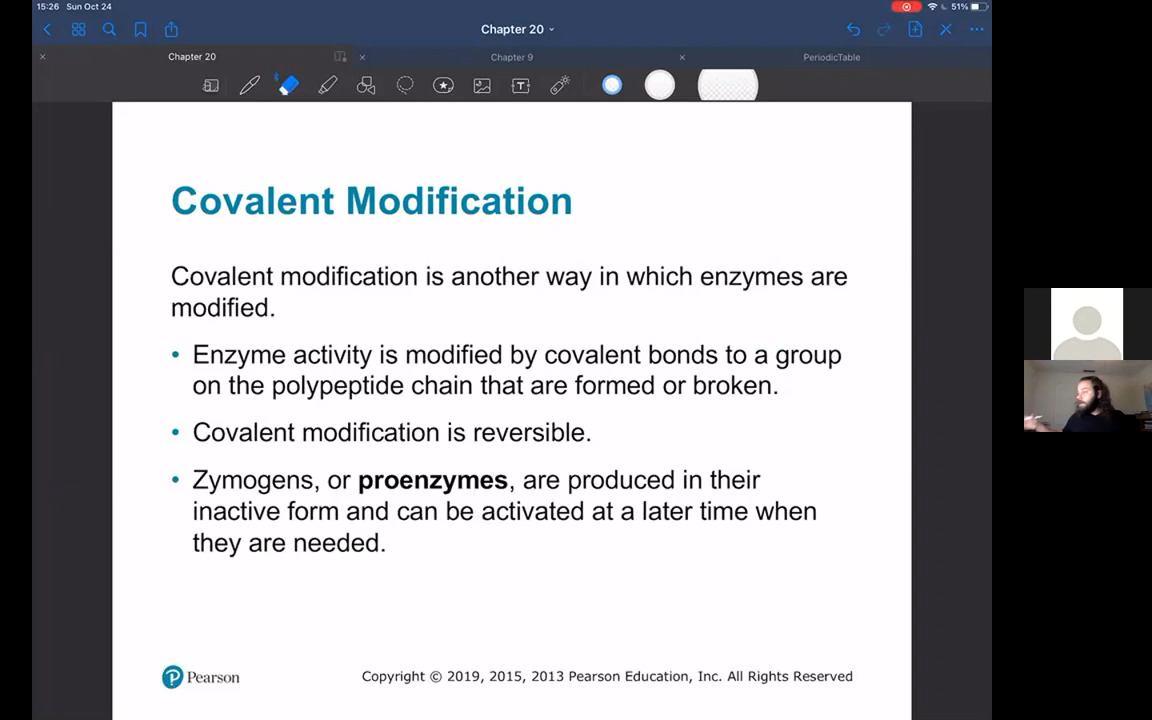 15:26 Sun Oct 24
51%
Chapter 20
Chapter 20
Chapter 9
PeriodicTable
T
Covalent Modification
Covalent modification is another way in which enzymes are
modified.
• Enzyme activity is modified by covalent bonds to a group
on the polypeptide chain that are formed or broken.
• Covalent modification is reversible.
• Zymogens, or proenzymes, are produced in their
inactive form and can be activated at a later time when
they are needed.
P Pearson
Copyright © 2019, 2015, 2013 Pearson Education, Inc. All Rights Reserved